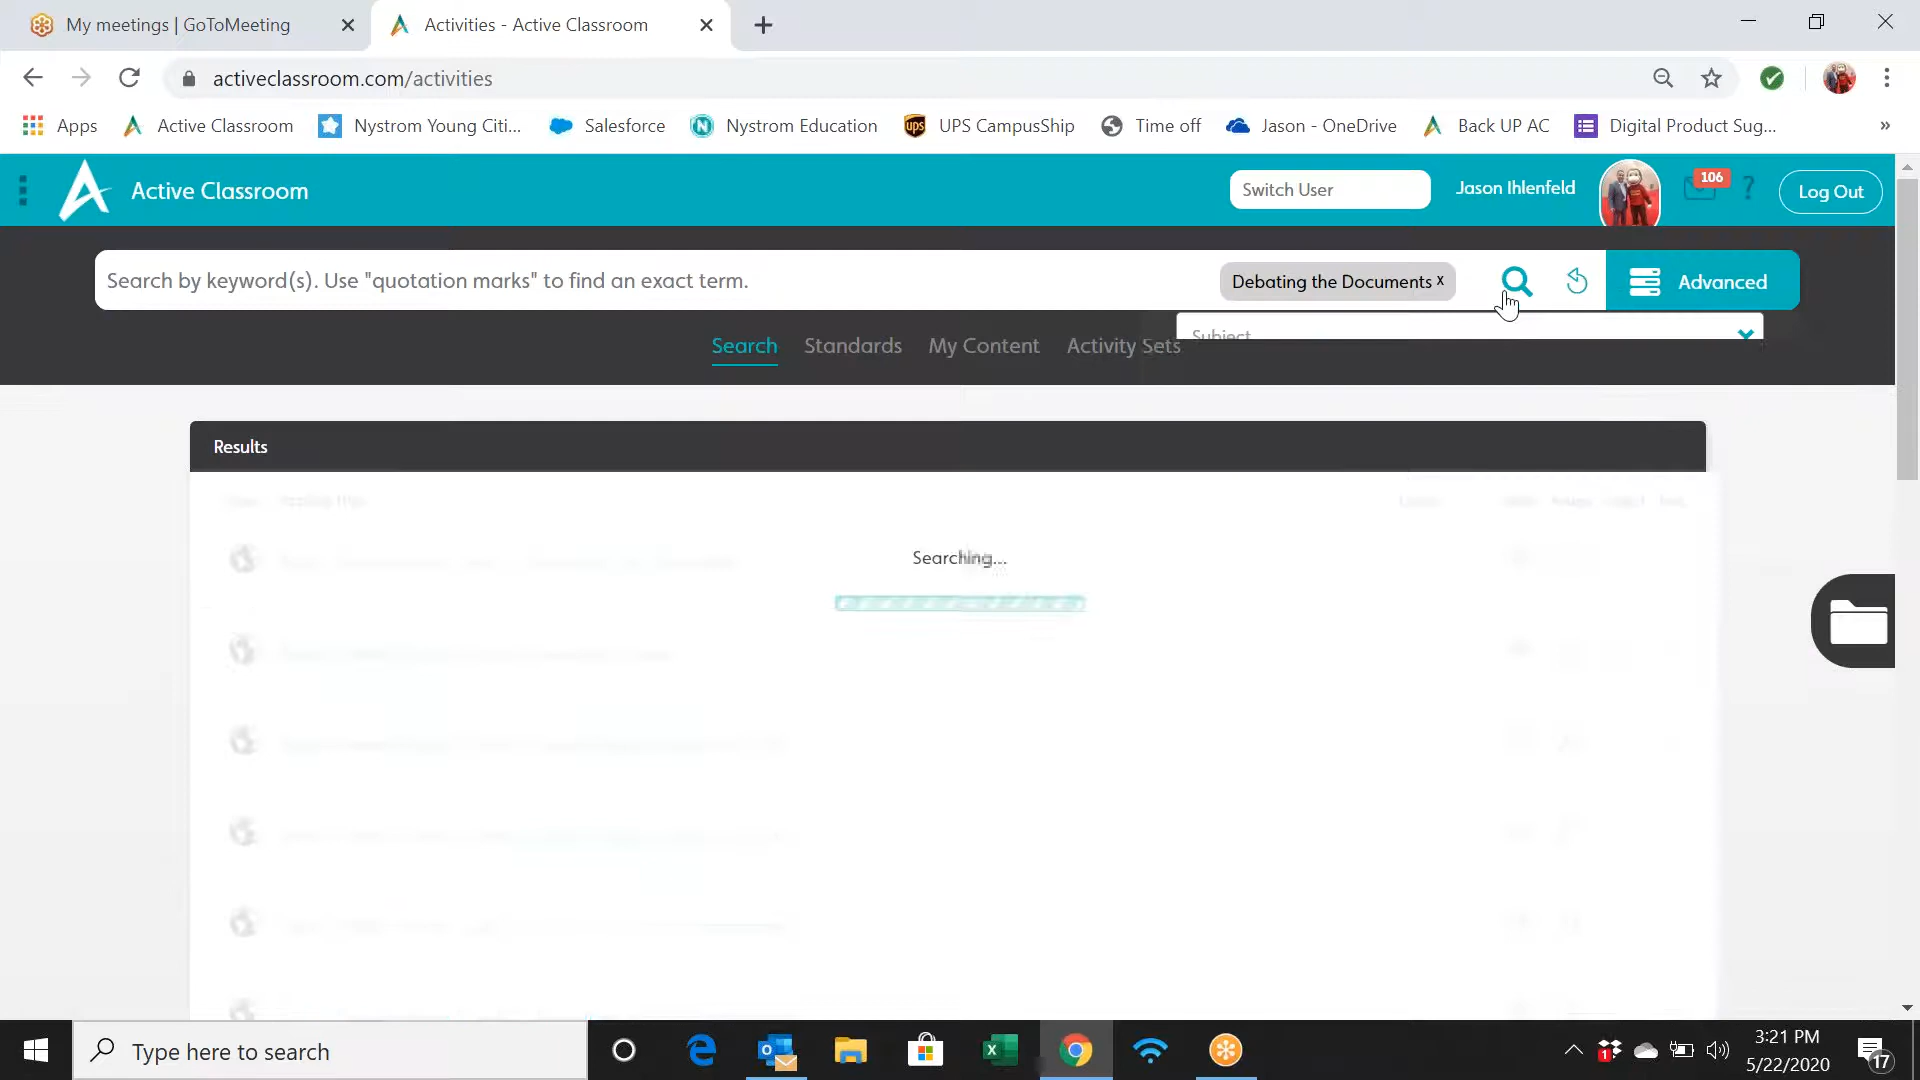 My meetings | GoToMeeting
Activities - Active Classroom
activeclassroom.com/activities
Apps
Active Classroom
Nystrom Young Citi...
Salesforce
Nystrom Education
ups
UPS CampusShip
Time off
Jason - OneDrive
Back UP AC
Digital Product Sug...
»
Active Classroom
Switch User
Jason Ihlenfeld
106
?
Log Out
Search by keyword(s). Use "quotation marks" to find an exact term.
Debating the Documents x
Advanced
Subject
Search
Standards
My Content
Activity Sets
Results
Searching...
Type here to search
1
3:21 PM
5/22/2020
17